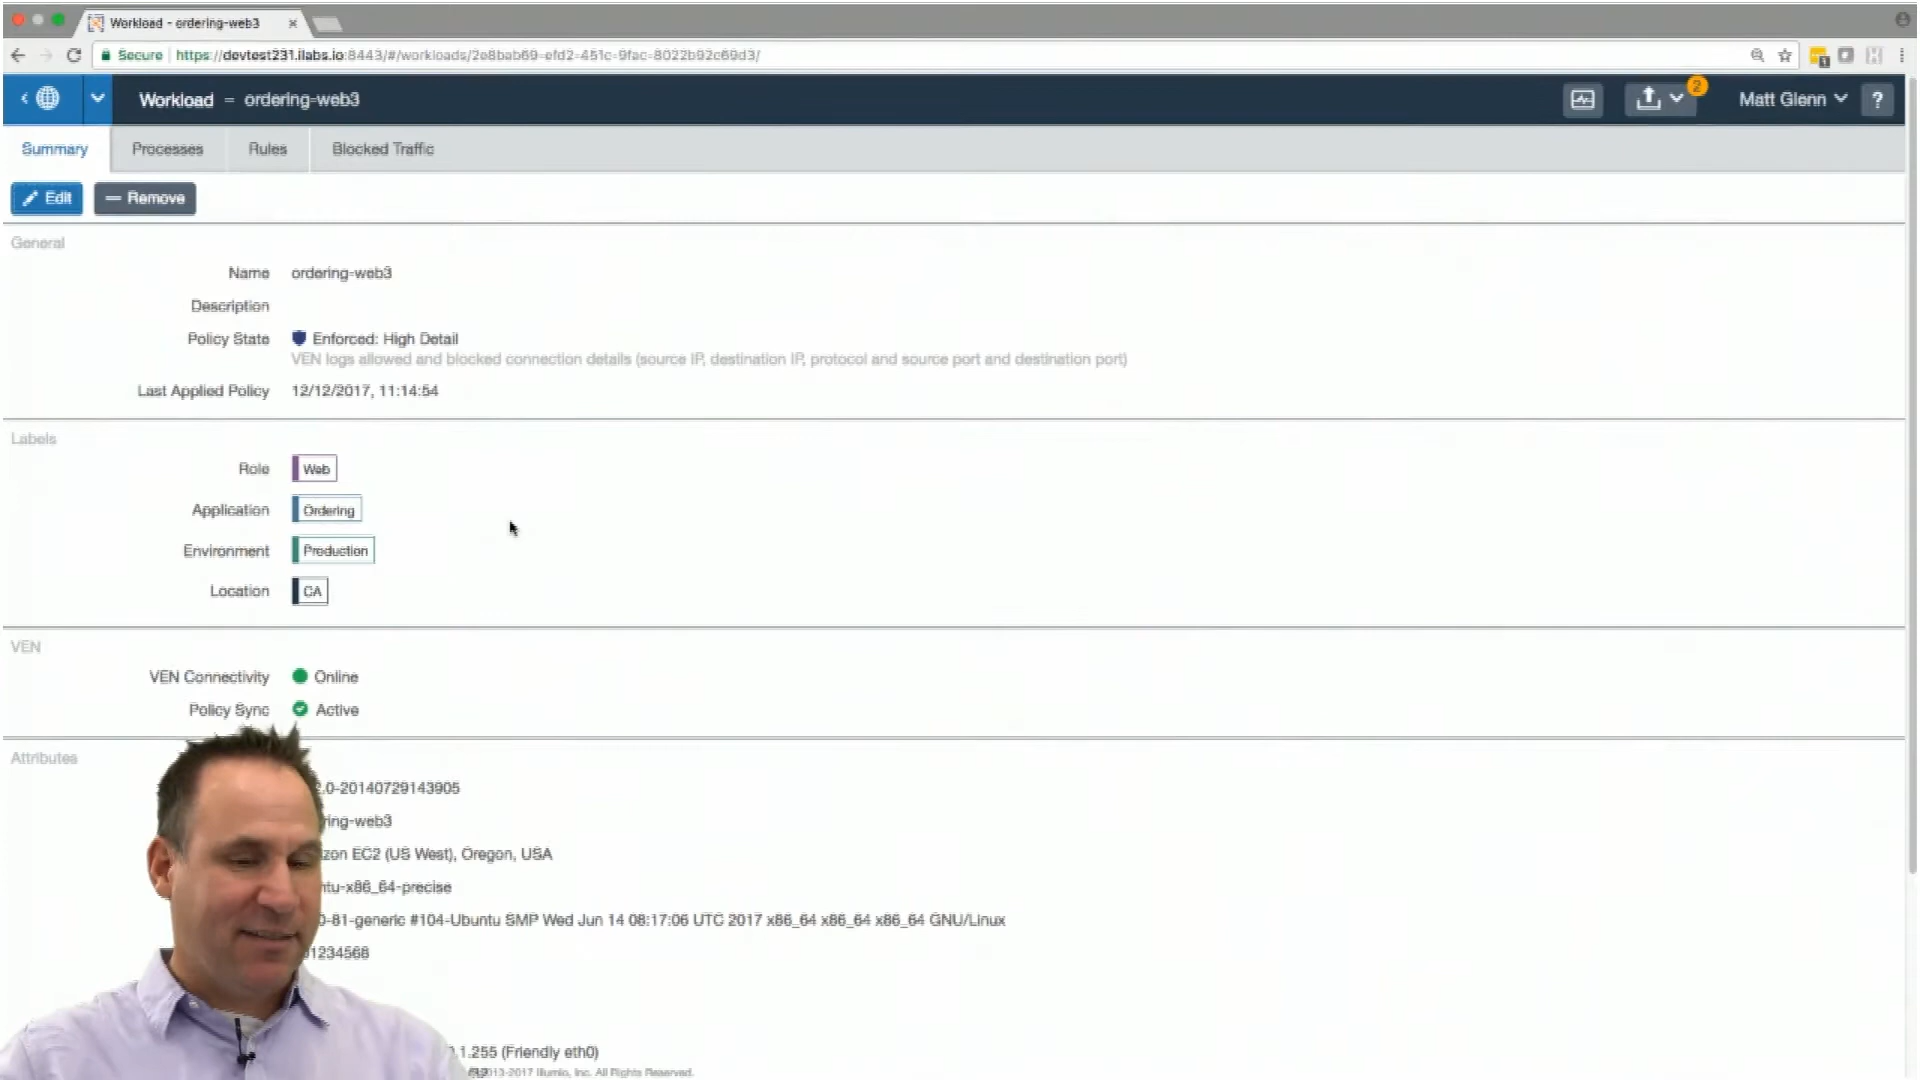 Workload - ordering-web3
Secure https://devtest231.ilabs.io:8443/#/workloads/2e8bab69-efd2-451c-9fac-8022b92c69d3/
Workload – ordering-web3
2
Matt Glenn
?
Summary
Processes
Rules
Blocked Traffic
Edit
Remove
General
Name ordering-web3
Description
Policy State Enforced: High Detail
VEN logs allowed and blocked connection details (source IP, destination IP, protocol and source port and destination port)
Last Applied Policy 12/12/2017, 11:14:54
Labels
Role Web
Application Ordering
Environment Production
Location CA
VEN
VEN Connectivity Online
Policy Sync Active
Attributes
.0-20140729143905
ring-web3
zon EC2 (US West), Oregon, USA
ntu-x86_64-precise
0-81-generic #104-Ubuntu SMP Wed Jun 14 08:17:06 UTC 2017 x86_64 x86_64 x86_64 GNU/Linux
1234568
.1.255 (Friendly eth0)
2013-2017 Illumio, Inc. All Rights Reserved.